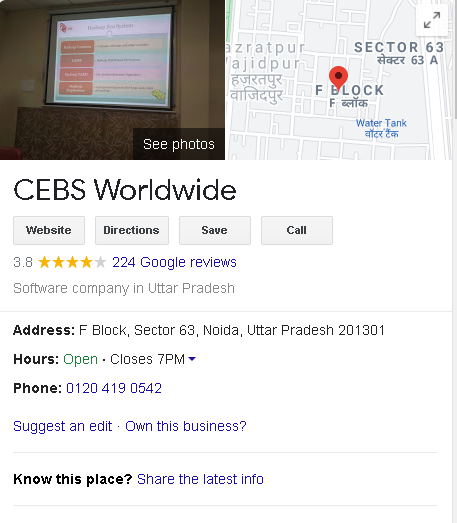 See photos
azratpur
Vajidpur
हज़रतपुर
वाजिदपुर
SECTOR 63
सेक्टर 63 A
F BLOCK
F ब्लॉक
Water Tank
वॉटर टैंक
CEBS Worldwide
Website Directions Save Call
3.8 224 Google reviews
Software company in Uttar Pradesh
Address: F Block, Sector 63, Noida, Uttar Pradesh 201301
Hours: Open · Closes 7PM
Phone: 0120 419 0542
Suggest an edit · Own this business?
Know this place? Share the latest info